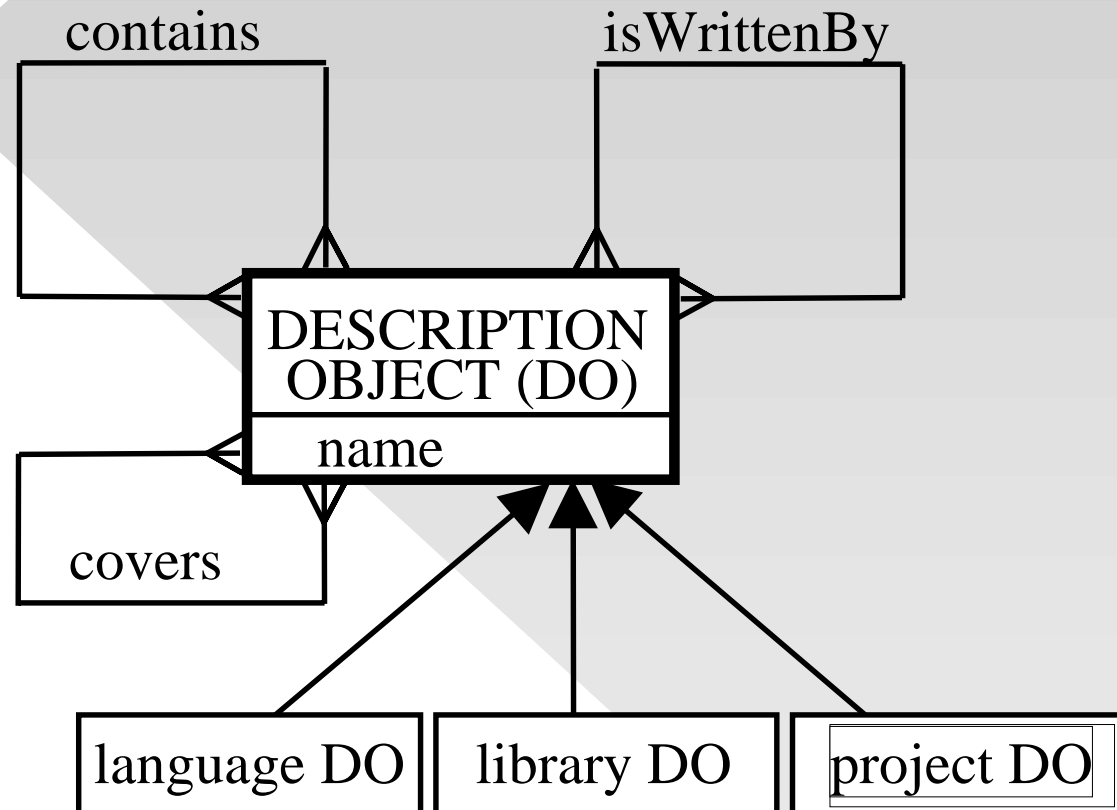 contains
isWrittenBy
DESCRIPTION
OBJECT (DO)
name
covers
language DO
library DO
project DO